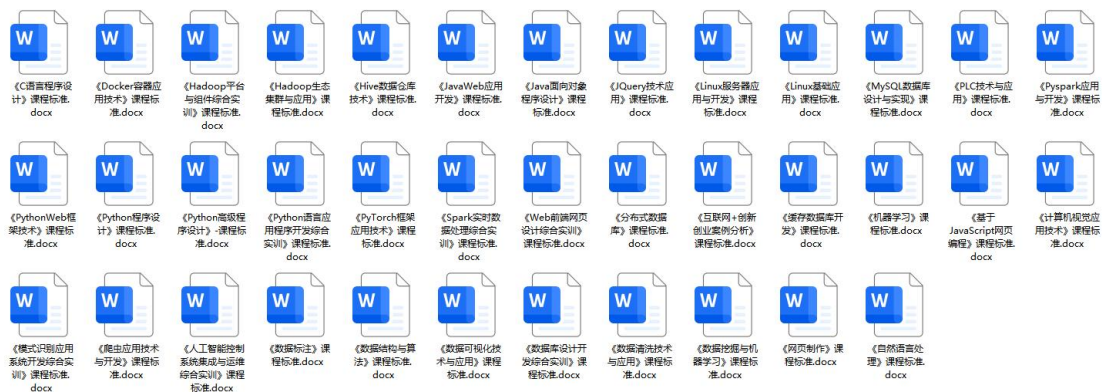 《C语言程序设
计》课程标准.
docx
《Docker容器应
用技术》课程标
准.docx
《Hadoop平台
与组件综合实
训》课程标准.
docx
《Hadoop生态
集群与应用》课
程标准.docx
《Hive数据仓库
技术》课程标
准.docx
《JavaWeb应用
开发》课程标
准.docx
《Java面向对象
程序设计》课程
标准.docx
《JQuery技术应
用》课程标准.
docx
《Linux服务器应
用与开发》课
程标准.docx
《Linux基础应
用》课程标准.
docx
《MySQL数据库
设计与实现》课
程标准.docx
《PLC技术与应
用》课程标准.
docx
《Pyspark应用
与开发》课程标
准.docx
《PythonWeb框
架技术》课程标
准.docx
《Python程序设
计》课程标准.
docx
《Python高级程
序设计》-课程标
准.docx
《Python语言应
用程序开发综合
实训》课程标
准.docx
《PyTorch框架
应用技术》课程
标准.docx
《Spark实时数
据处理综合实
训》课程标准.
docx
《Web前端网页
设计综合实训》
课程标准.docx
《分布式数据
库》课程标准.
docx
《互联网+创新
创业案例分析》
课程标准.docx
《缓存数据库开
发》课程标
准.docx
《机器学习》课
程标准.docx
《基于
JavaScript网页
编程》课程标准.
docx
《计算机视觉应
用技术》课程标
准.docx
《模式识别应用
系统开发综合实
训》课程标准.
docx
《爬虫应用技术
与开发》课程标
准.docx
《人工智能控制
系统集成与运维
综合实训》课程
标准.docx
《数据标注》课
程标准.docx
《数据结构与算
法》课程标准.
docx
《数据可视化技
术与应用》课程
标准.docx
《数据库设计开
发综合实训》课
程标准.docx
《数据清洗技术
与应用》课程标
准.docx
《数据挖掘与机
器学习》课程标
准.docx
《网页制作》课
程标准.docx
《自然语言处
理》课程标准.
docx